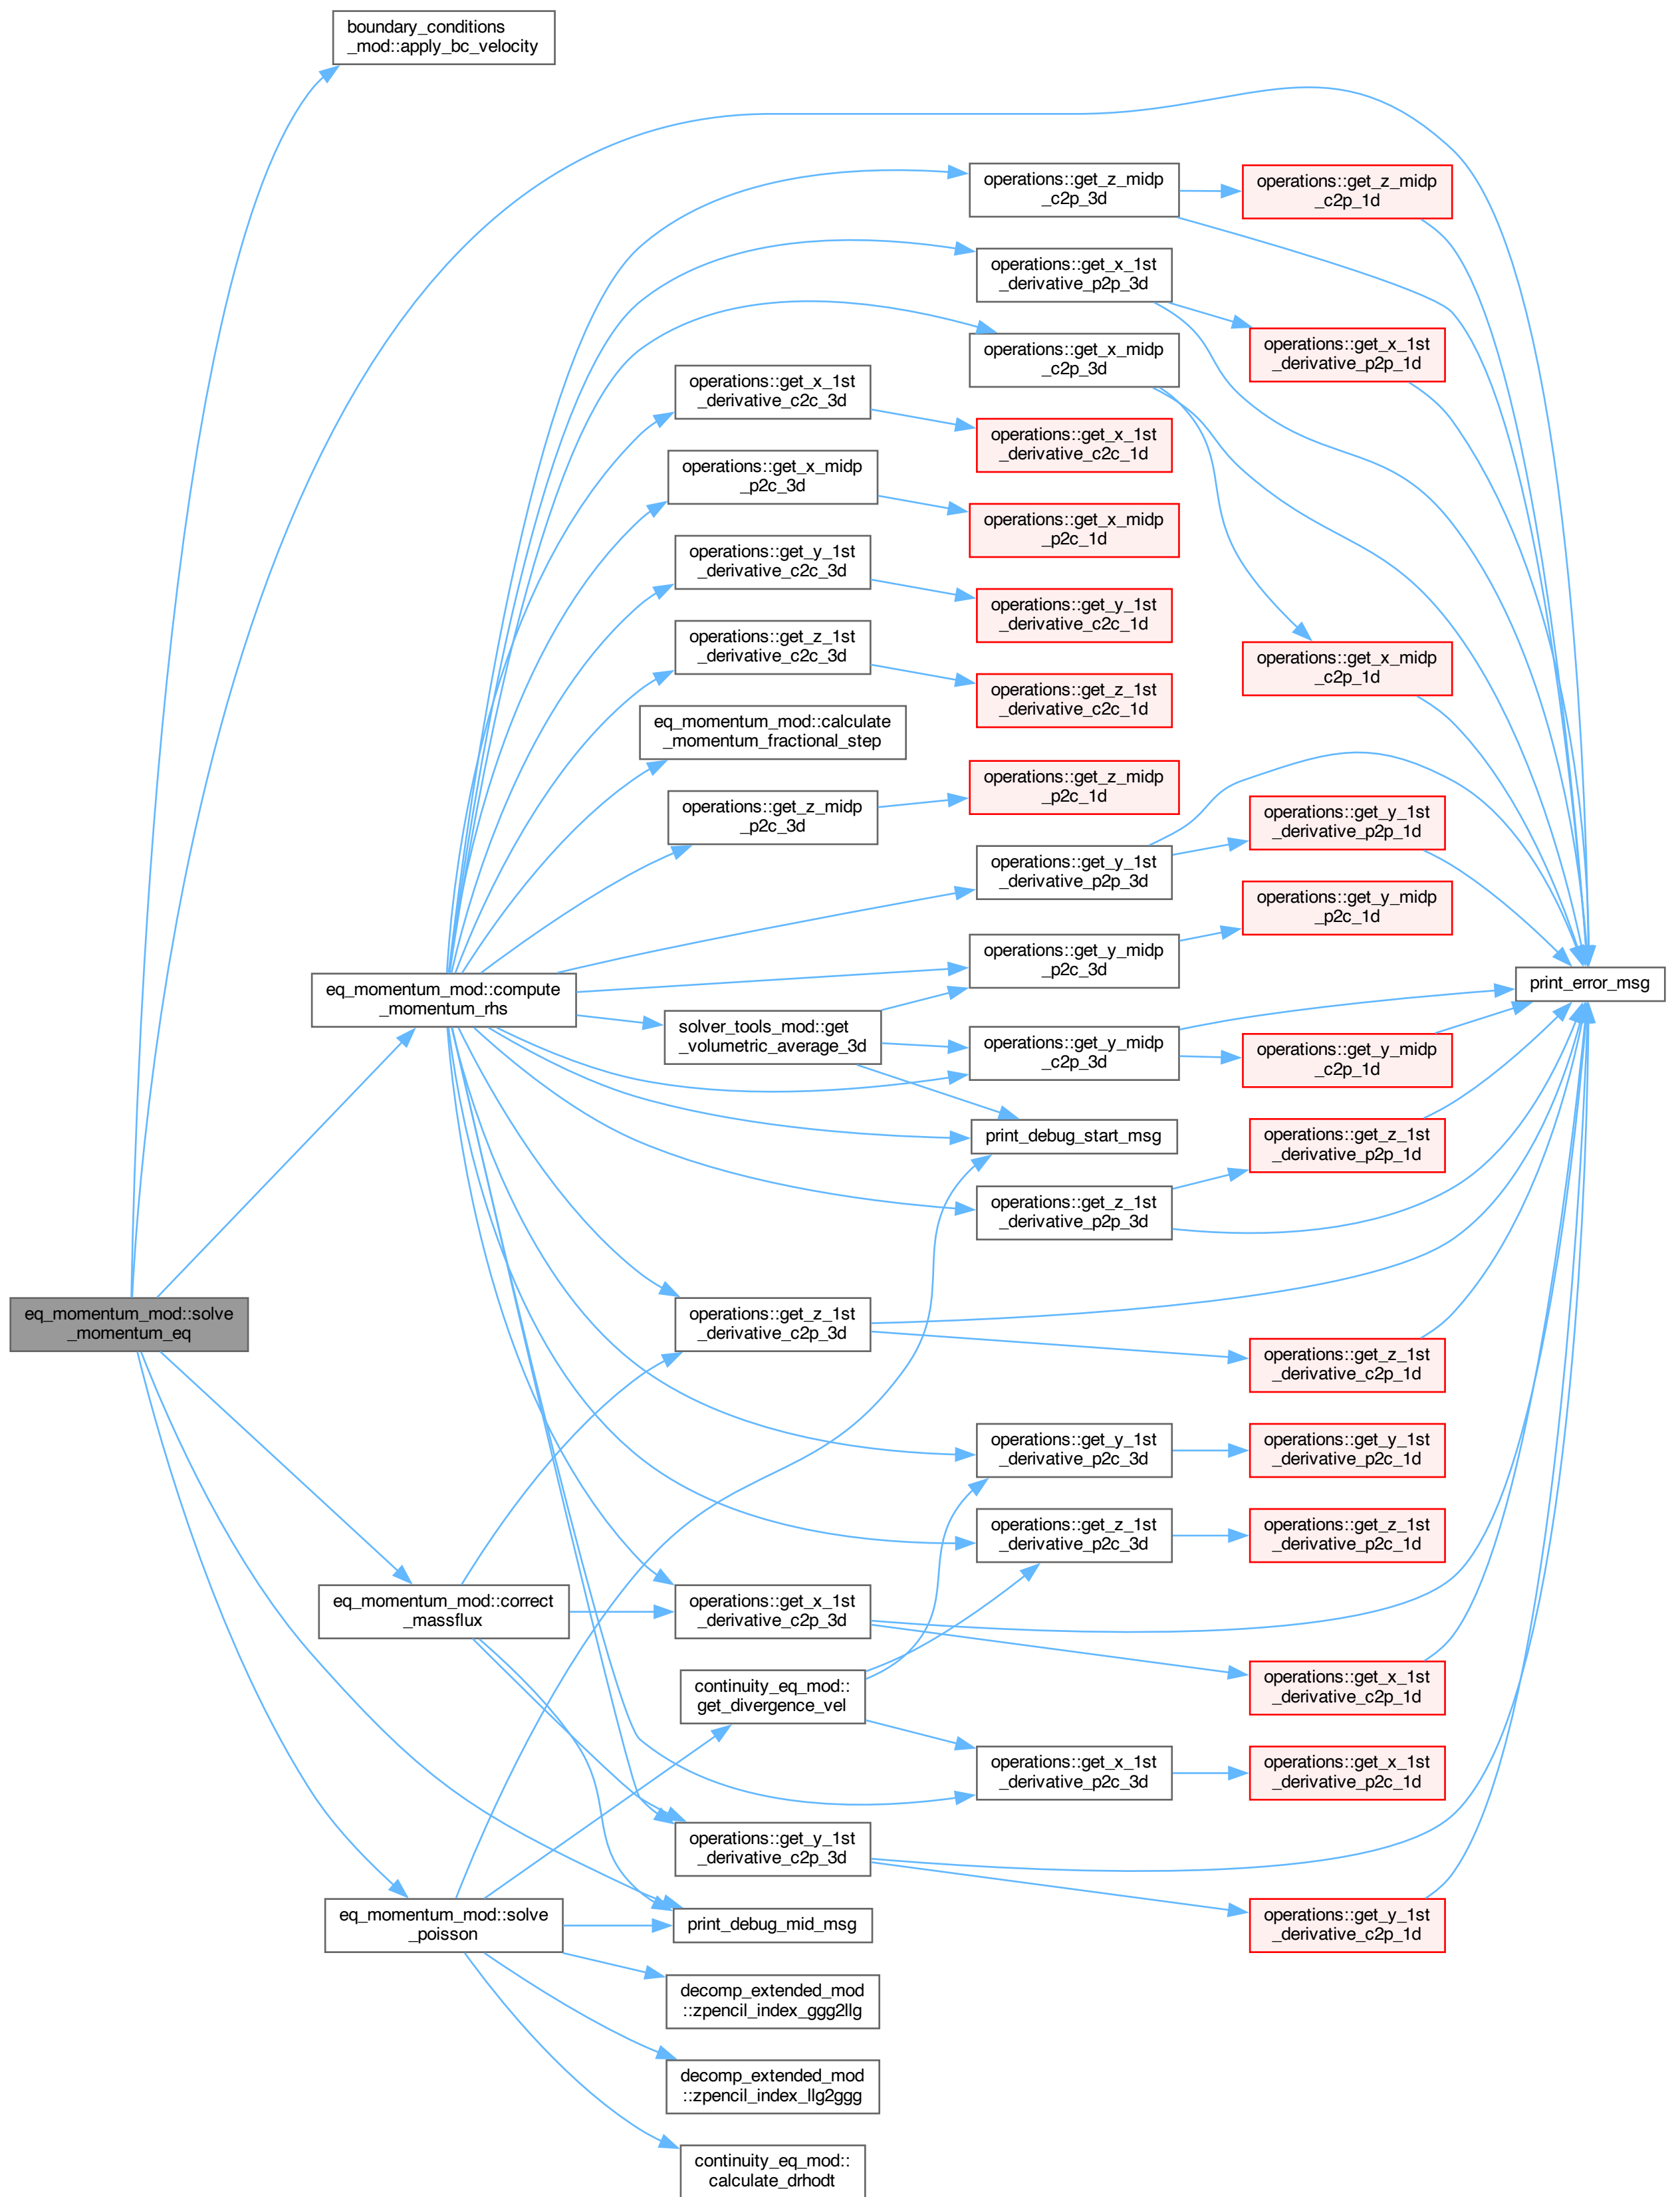 boundary_conditions
_mod::apply_bc_velocity
operations::get_z_midp
_c2p_3d
operations::get_z_midp
_c2p_1d
operations::get_x_1st
_derivative_p2p_3d
operations::get_x_1st
_derivative_p2p_1d
operations::get_x_midp
_c2p_3d
operations::get_x_1st
_derivative_c2c_3d
operations::get_x_1st
_derivative_c2c_1d
operations::get_x_midp
_p2c_3d
operations::get_x_midp
_p2c_1d
operations::get_y_1st
_derivative_c2c_3d
operations::get_y_1st
_derivative_c2c_1d
operations::get_z_1st
_derivative_c2c_3d
operations::get_x_midp
_c2p_1d
operations::get_z_1st
_derivative_c2c_1d
eq_momentum_mod::calculate
_momentum_fractional_step
operations::get_z_midp
_p2c_1d
operations::get_z_midp
_p2c_3d
operations::get_y_1st
_derivative_p2p_1d
operations::get_y_1st
_derivative_p2p_3d
operations::get_y_midp
_p2c_1d
operations::get_y_midp
_p2c_3d
eq_momentum_mod::compute
_momentum_rhs
print_error_msg
solver_tools_mod::get
_volumetric_average_3d
operations::get_y_midp
_c2p_3d
operations::get_y_midp
_c2p_1d
print_debug_start_msg
operations::get_z_1st
_derivative_p2p_1d
operations::get_z_1st
_derivative_p2p_3d
eq_momentum_mod::solve
_momentum_eq
operations::get_z_1st
_derivative_c2p_3d
operations::get_z_1st
_derivative_c2p_1d
operations::get_y_1st
_derivative_p2c_3d
operations::get_y_1st
_derivative_p2c_1d
operations::get_z_1st
_derivative_p2c_3d
operations::get_z_1st
_derivative_p2c_1d
eq_momentum_mod::correct
_massflux
operations::get_x_1st
_derivative_c2p_3d
continuity_eq_mod::
get_divergence_vel
operations::get_x_1st
_derivative_c2p_1d
operations::get_x_1st
_derivative_p2c_3d
operations::get_x_1st
_derivative_p2c_1d
operations::get_y_1st
_derivative_c2p_3d
eq_momentum_mod::solve
_poisson
print_debug_mid_msg
operations::get_y_1st
_derivative_c2p_1d
decomp_extended_mod
::zpencil_index_ggg2llg
decomp_extended_mod
::zpencil_index_llg2ggg
continuity_eq_mod::
calculate_drhodt